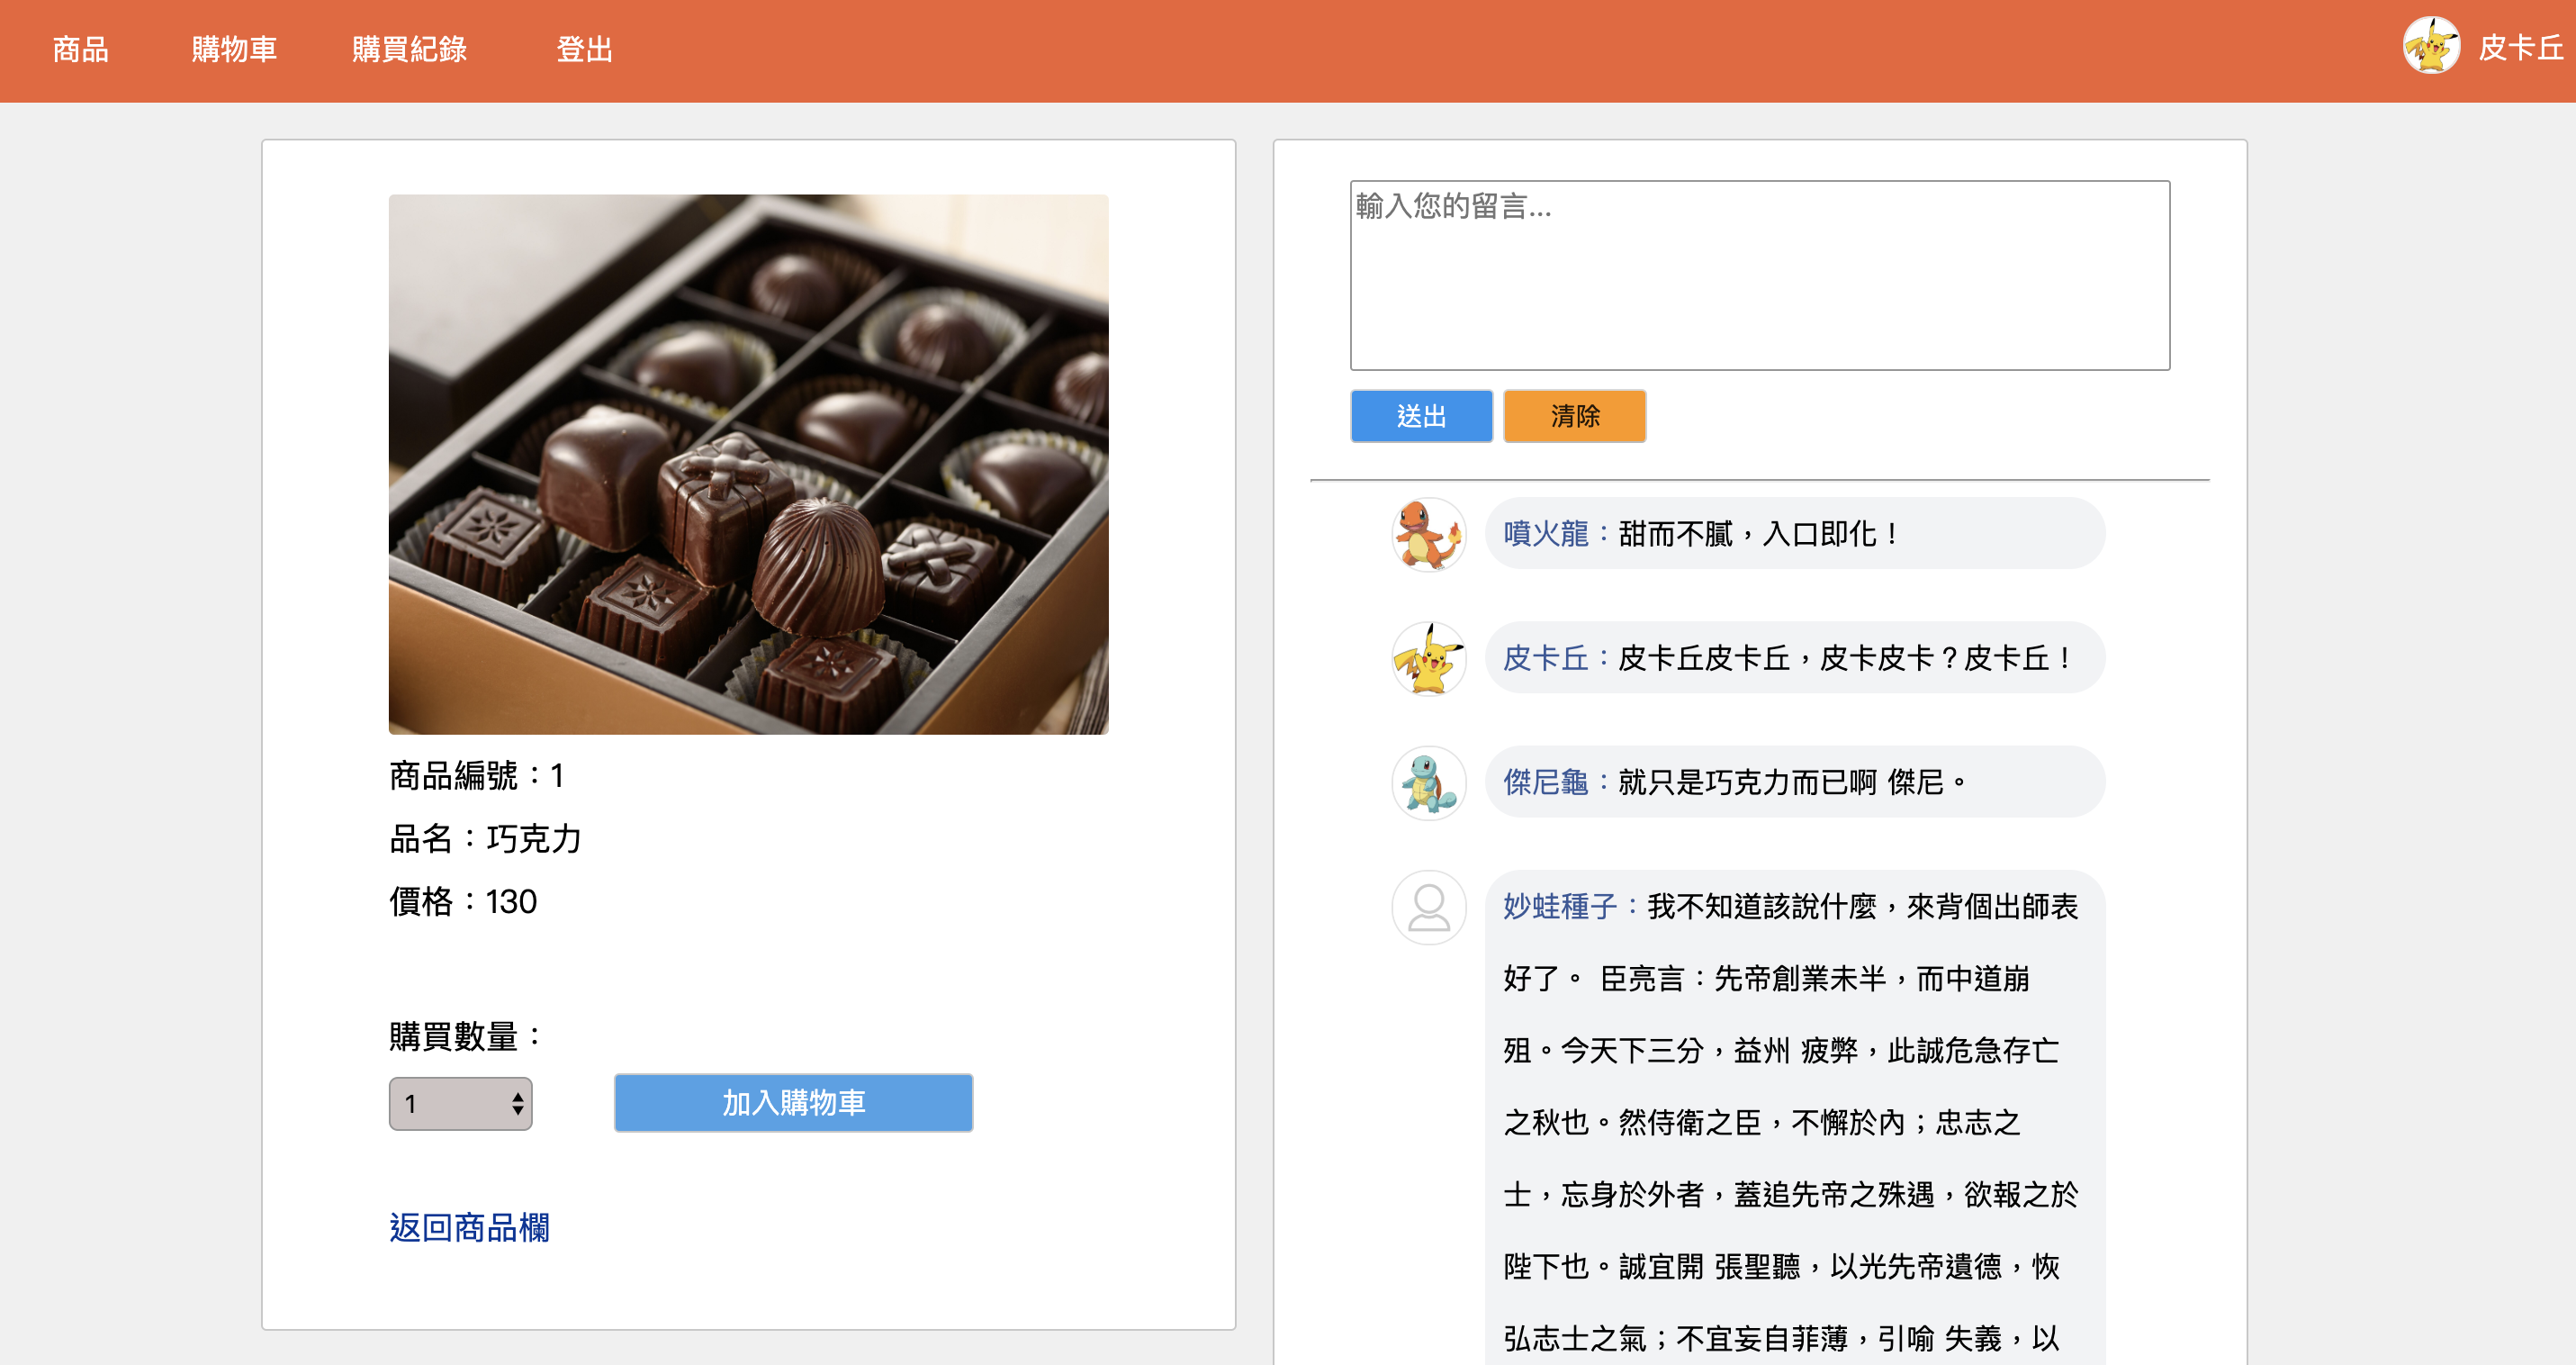 商品 購物車 購買紀錄 登出 皮卡丘
商品編號：1
品名：巧克力
價格：130
購買數量：
1 加入購物車
返回商品欄
輸入您的留言...
送出 清除
噴火龍：甜而不膩，入口即化！
皮卡丘：皮卡丘皮卡丘，皮卡皮卡？皮卡丘！
傑尼龜：就只是巧克力而已啊 傑尼。
妙蛙種子：我不知道該說什麼，來背個出師表
好了。 臣亮言：先帝創業未半，而中道崩
殂。今天下三分，益州 疲弊，此誠危急存亡
之秋也。然侍衛之臣，不懈於內；忠志之
士，忘身於外者，蓋追先帝之殊遇，欲報之於
陛下也。誠宜開 張聖聽，以光先帝遺德，恢
弘志士之氣；不宜妄自菲薄，引喻 失義，以